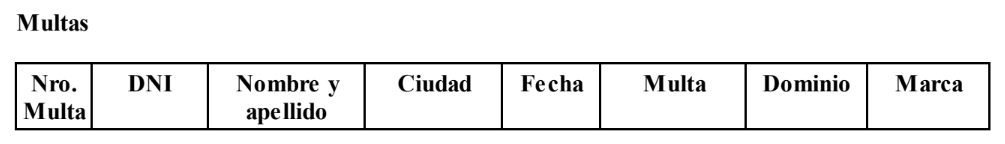 Multas
Nro. DNI Nombre y Ciudad Fecha Multa Dominio Marca
Multa apellido